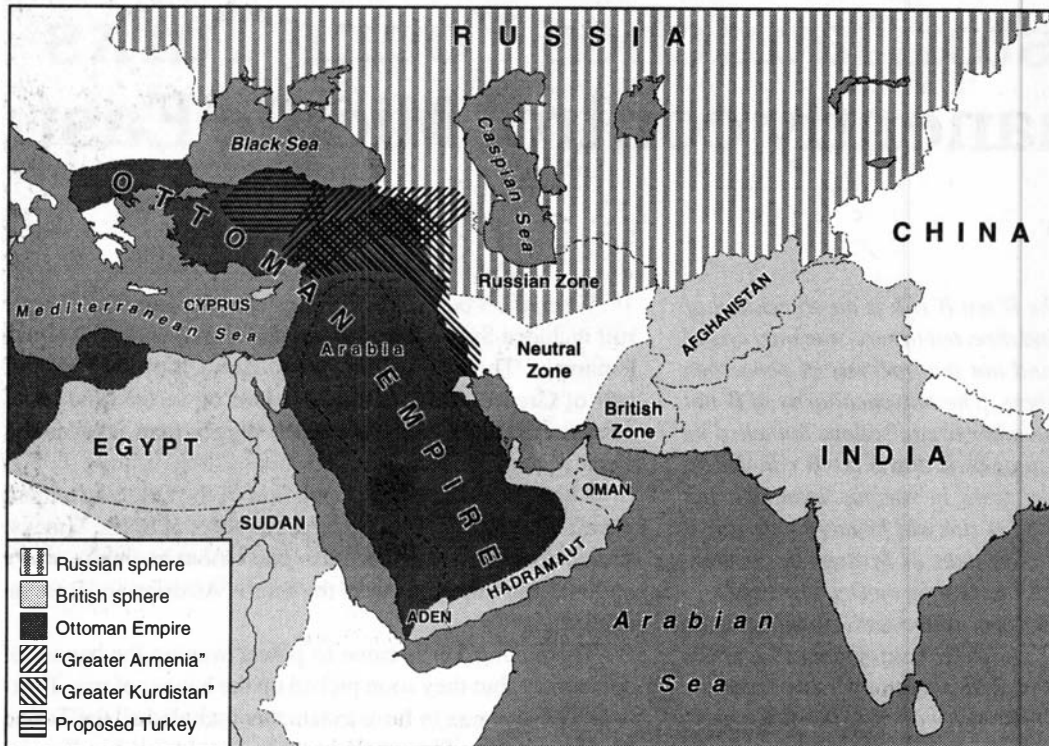 RUSSIA
Black Sea
Caspian Sea
CHINA
OTTOMAN EMPIRE
Russian Zone
CYPRUS
Mediterranean Sea
AFGHANISTAN
Arabia
Neutral Zone
British Zone
EGYPT
INDIA
OMAN
SUDAN
HADRAMAUT
ADEN
Arabian Sea
Russian sphere
British sphere
Ottoman Empire
"Greater Armenia"
"Greater Kurdistan"
Proposed Turkey